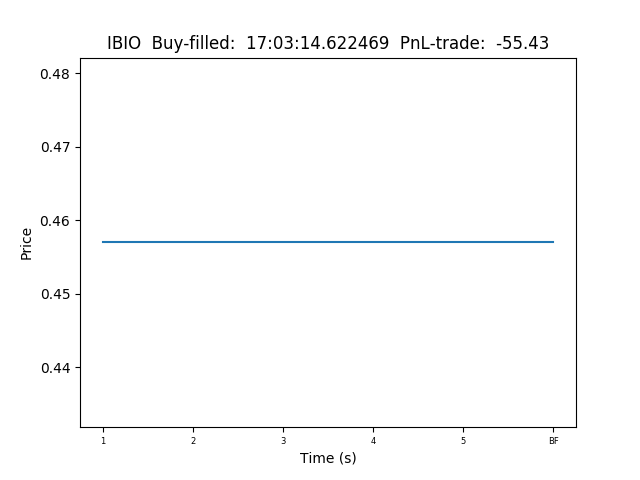 IBIO  Buy-filled:  17:03:14.622469  PnL-trade:  -55.43
0.48
0.47
0.46
0.45
0.44
Price
1 2 3 4 5 BF
Time (s)